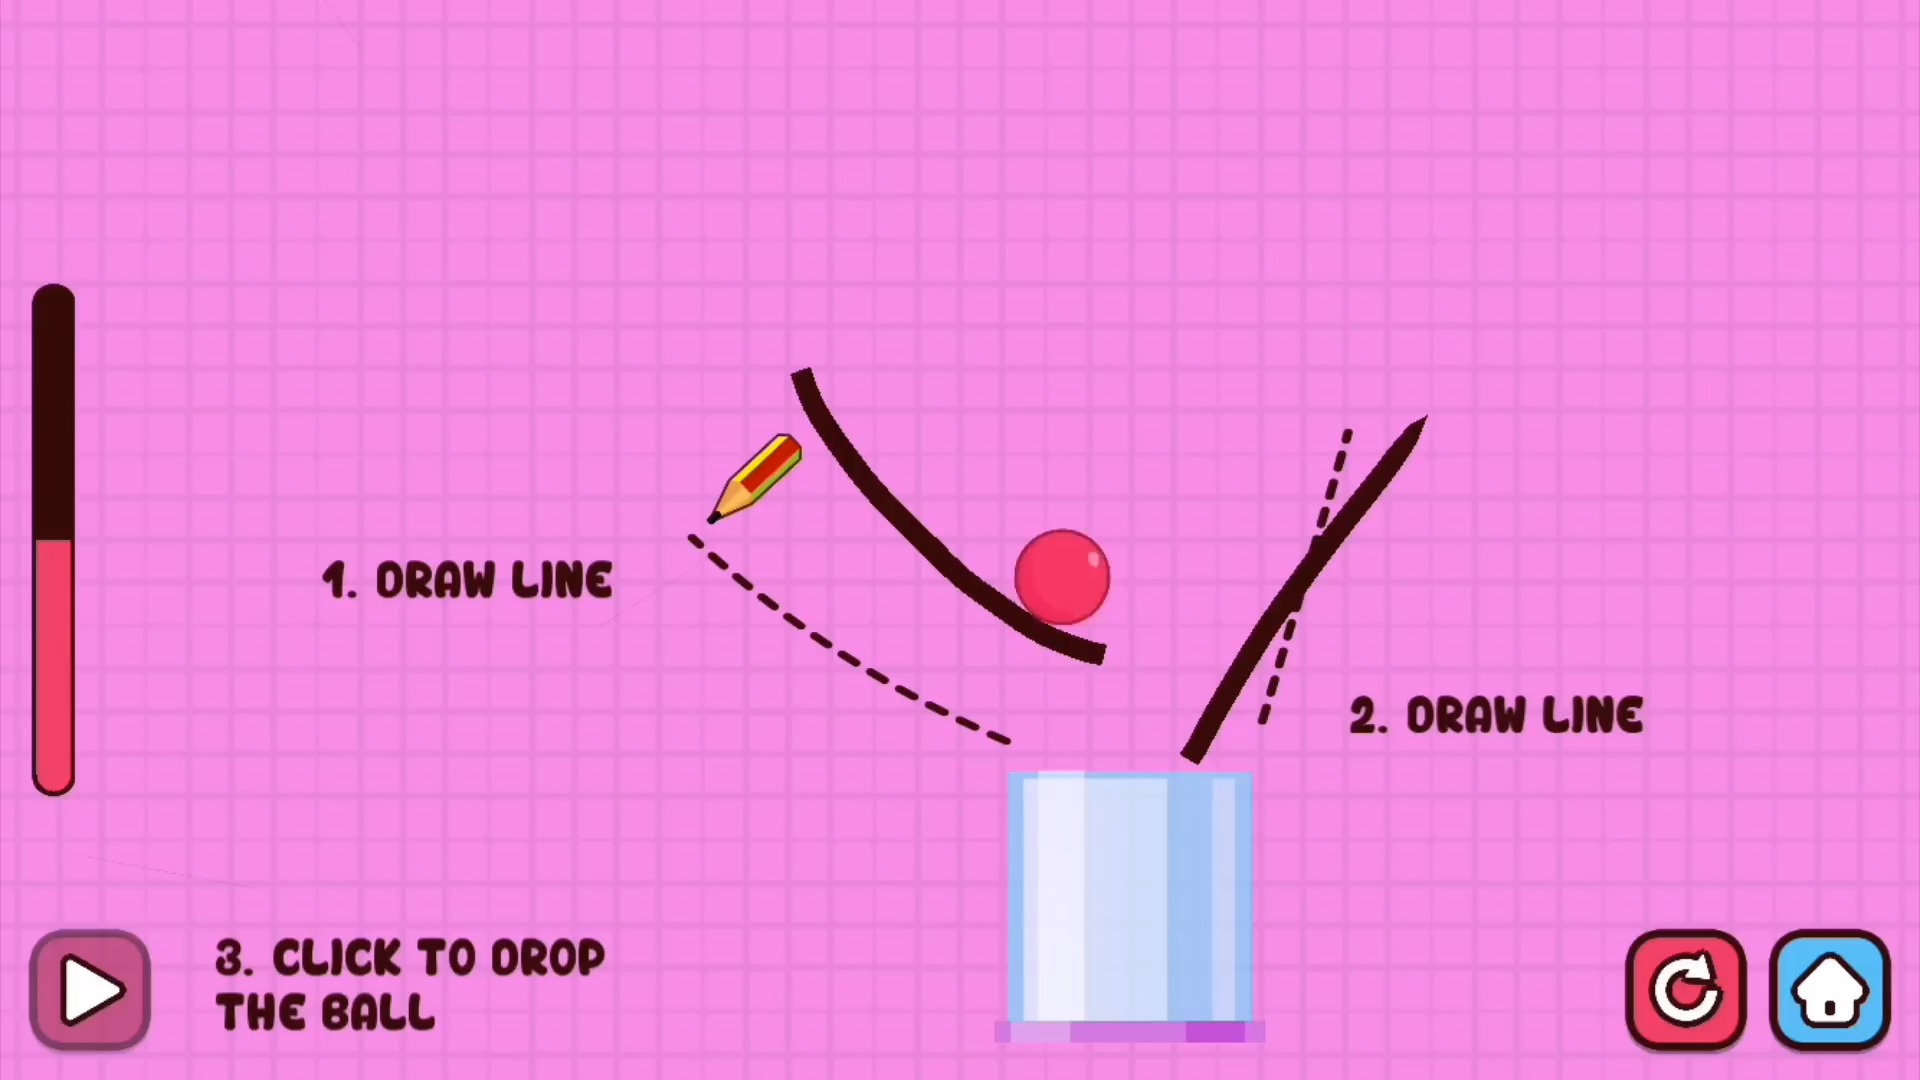 1. DRAW LINE
2. DRAW LINE
3. CLICK TO DROP
THE BALL